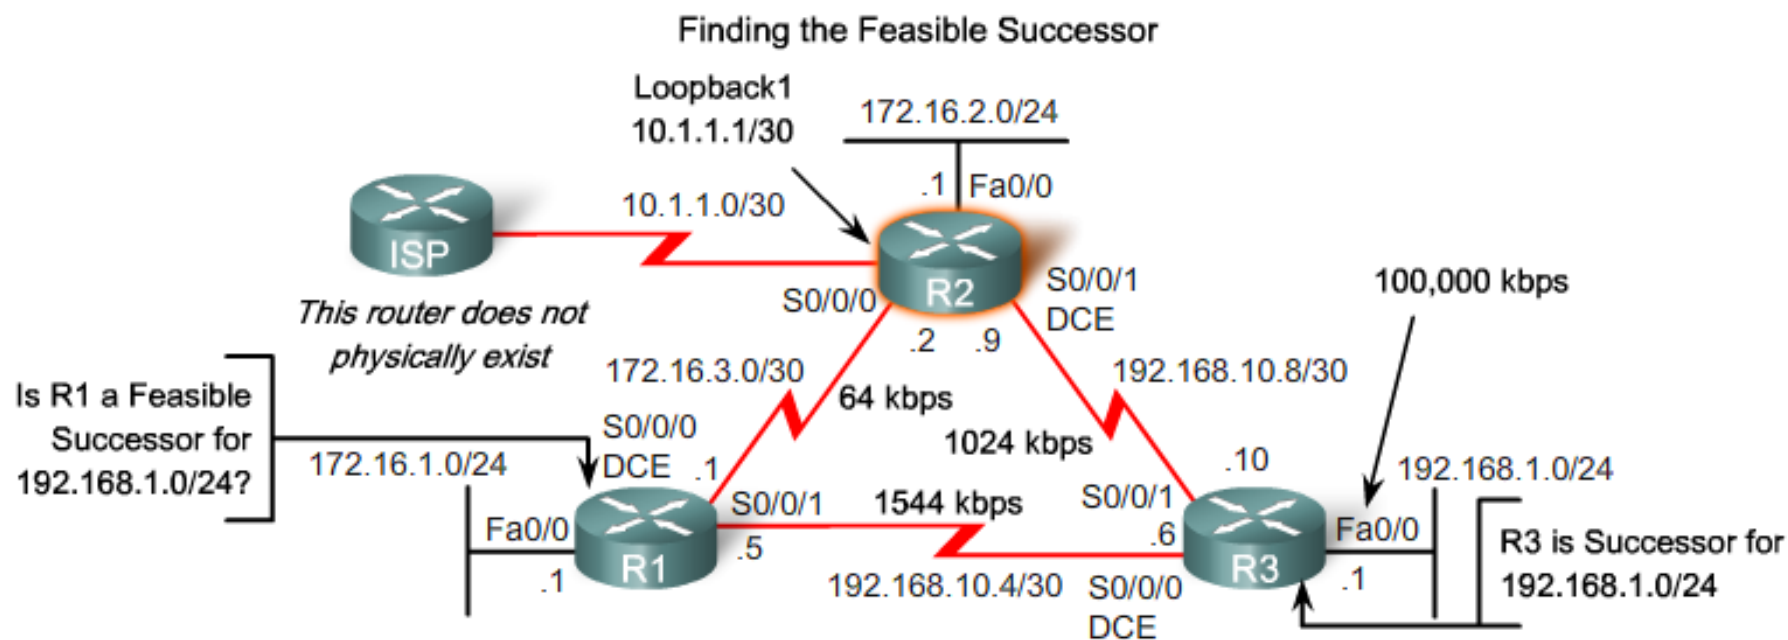 Finding the Feasible Successor
Loopback1
10.1.1.1/30
172.16.2.0/24
.1
Fa0/0
10.1.1.0/30
ISP
This router does not
physically exist
R2
S0/0/0
S0/0/1
DCE
.2
.9
100,000 kbps
172.16.3.0/30
64 kbps
192.168.10.8/30
1024 kbps
Is R1 a Feasible
Successor for
192.168.1.0/24?
S0/0/0
DCE
.1
172.16.1.0/24
Fa0/0
.1
R1
S0/0/1
.5
1544 kbps
192.168.10.4/30
.10
S0/0/1
.6
S0/0/0
DCE
R3
192.168.1.0/24
Fa0/0
.1
R3 is Successor for
192.168.1.0/24